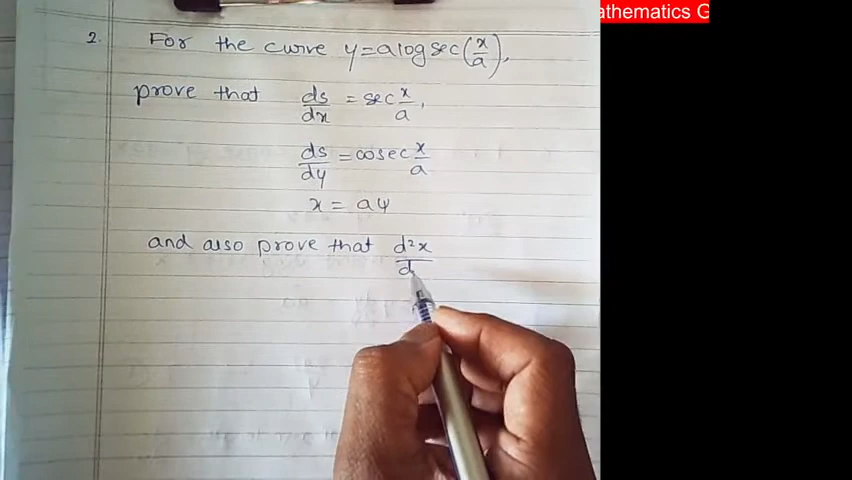 athematics G
2. For the curve y=a log sec(x/a),
prove that ds/dx = sec x/a,
ds/dy = cosec x/a
x = aψ
and also prove that d²x/d